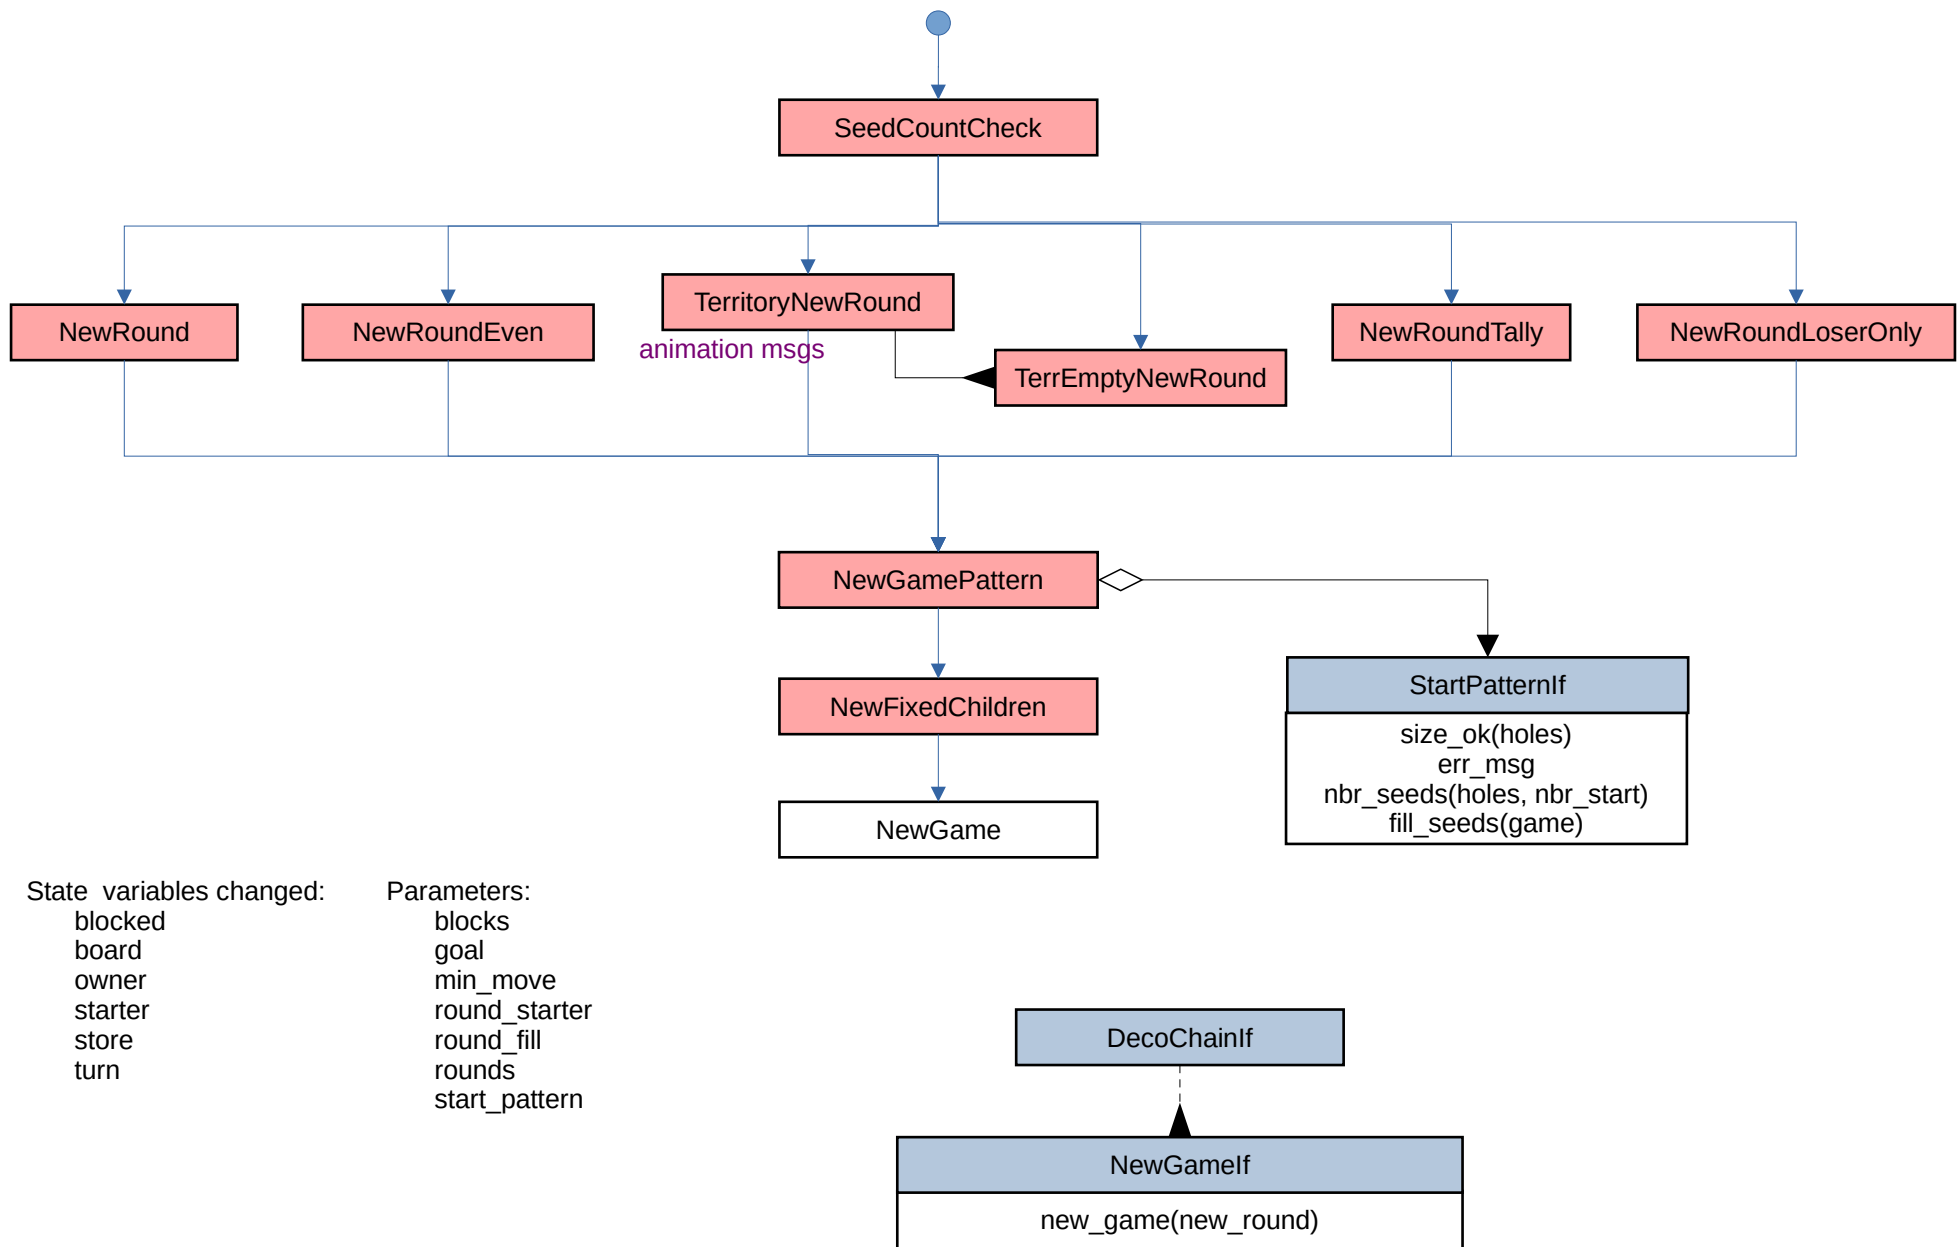 SeedCountCheck
NewRound
NewRoundEven
TerritoryNewRound
animation msgs
TerrEmptyNewRound
NewRoundTally
NewRoundLoserOnly
NewGamePattern
NewFixedChildren
NewGame
StartPatternIf
size_ok(holes)
err_msg
nbr_seeds(holes, nbr_start)
fill_seeds(game)
State  variables changed:
blocked
board
owner
starter
store
turn
Parameters:
blocks
goal
min_move
round_starter
round_fill
rounds
start_pattern
DecoChainIf
NewGameIf
new_game(new_round)